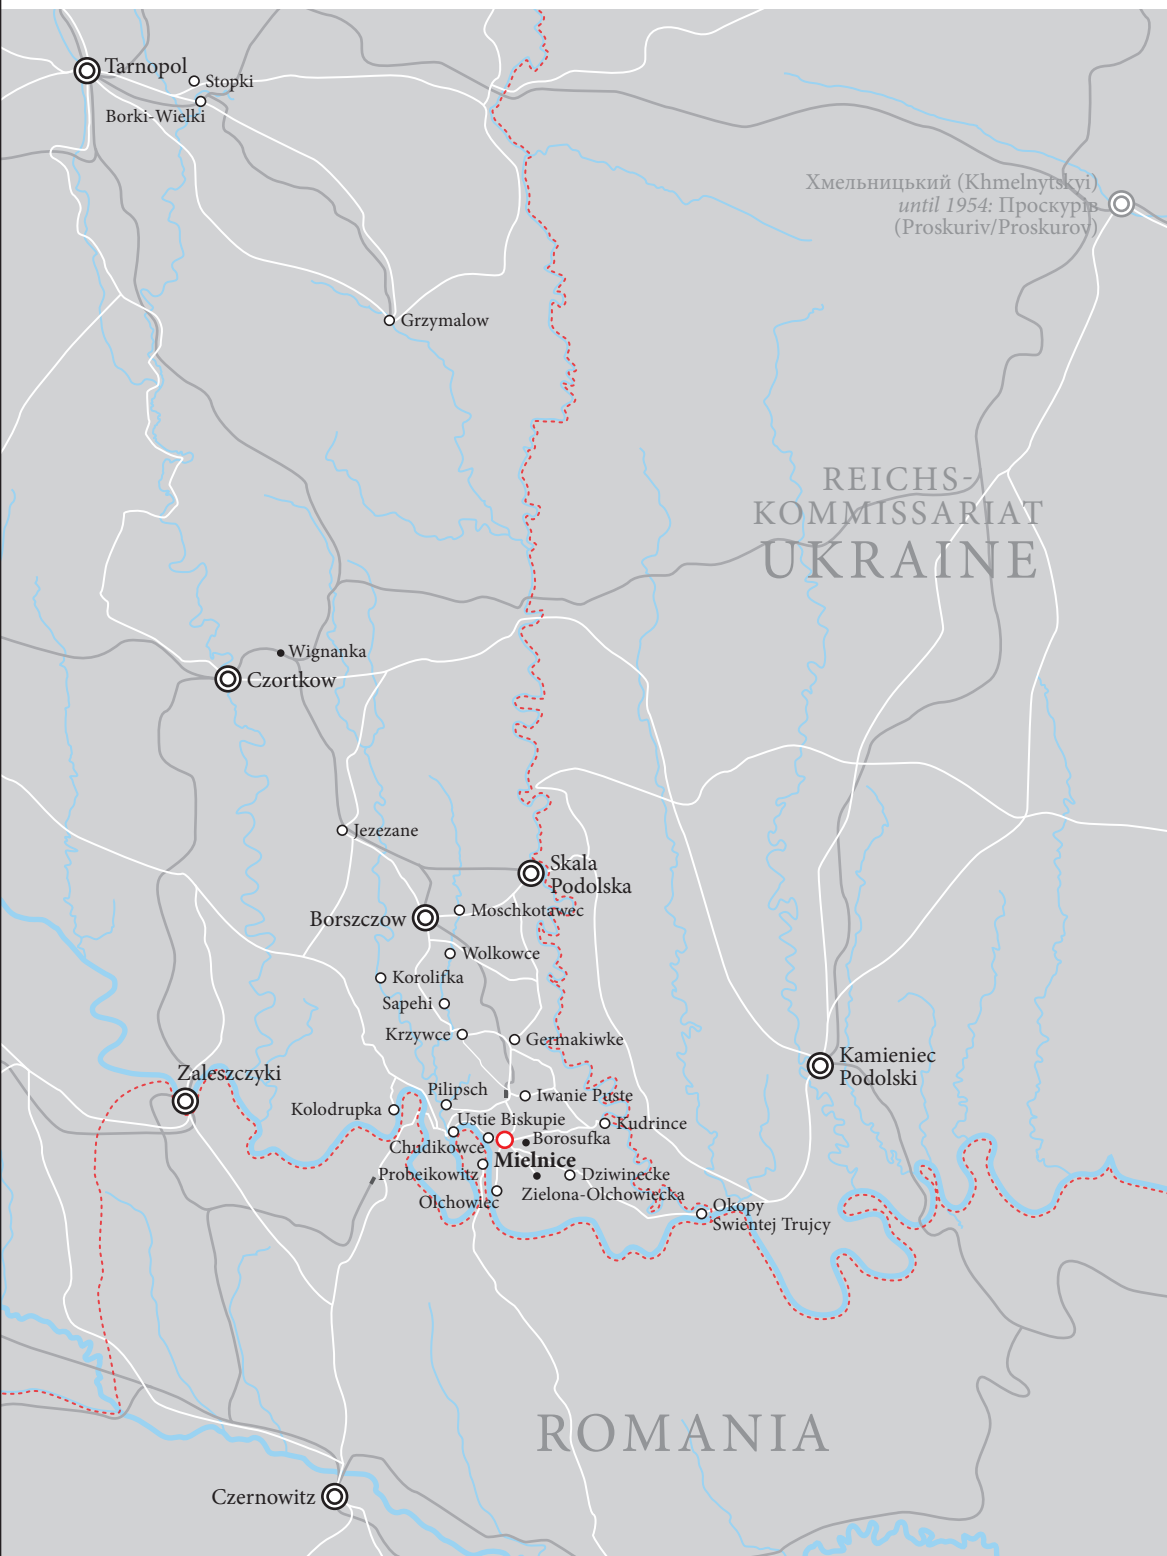 Tarnopol
Stopki
Borki-Wielki
Хмельницький (Khmelnytskyi)
until 1954: Проскурів
(Proskuriv/Proskurov)
Grzymalow
REICHS-
KOMMISSARIAT
UKRAINE
Wignanka
Czortkow
Jezezane
Skala
Podolska
Borszczow
Moschkotawec
Wolkowce
Korolifka
Sapehi
Krzywce
Germakiwke
Kamieniec
Podolski
Zaleszczyki
Pilipsch
Iwanie Puste
Kolodrupka
Ustie Biskupie
Kudrince
Borosufka
Chudikowce
Mielnice
Probeikowitz
Dziwinecke
Zielona-Olchowiecka
Olchowiec
Okopy
Swientej Trujcy
ROMANIA
Czernowitz